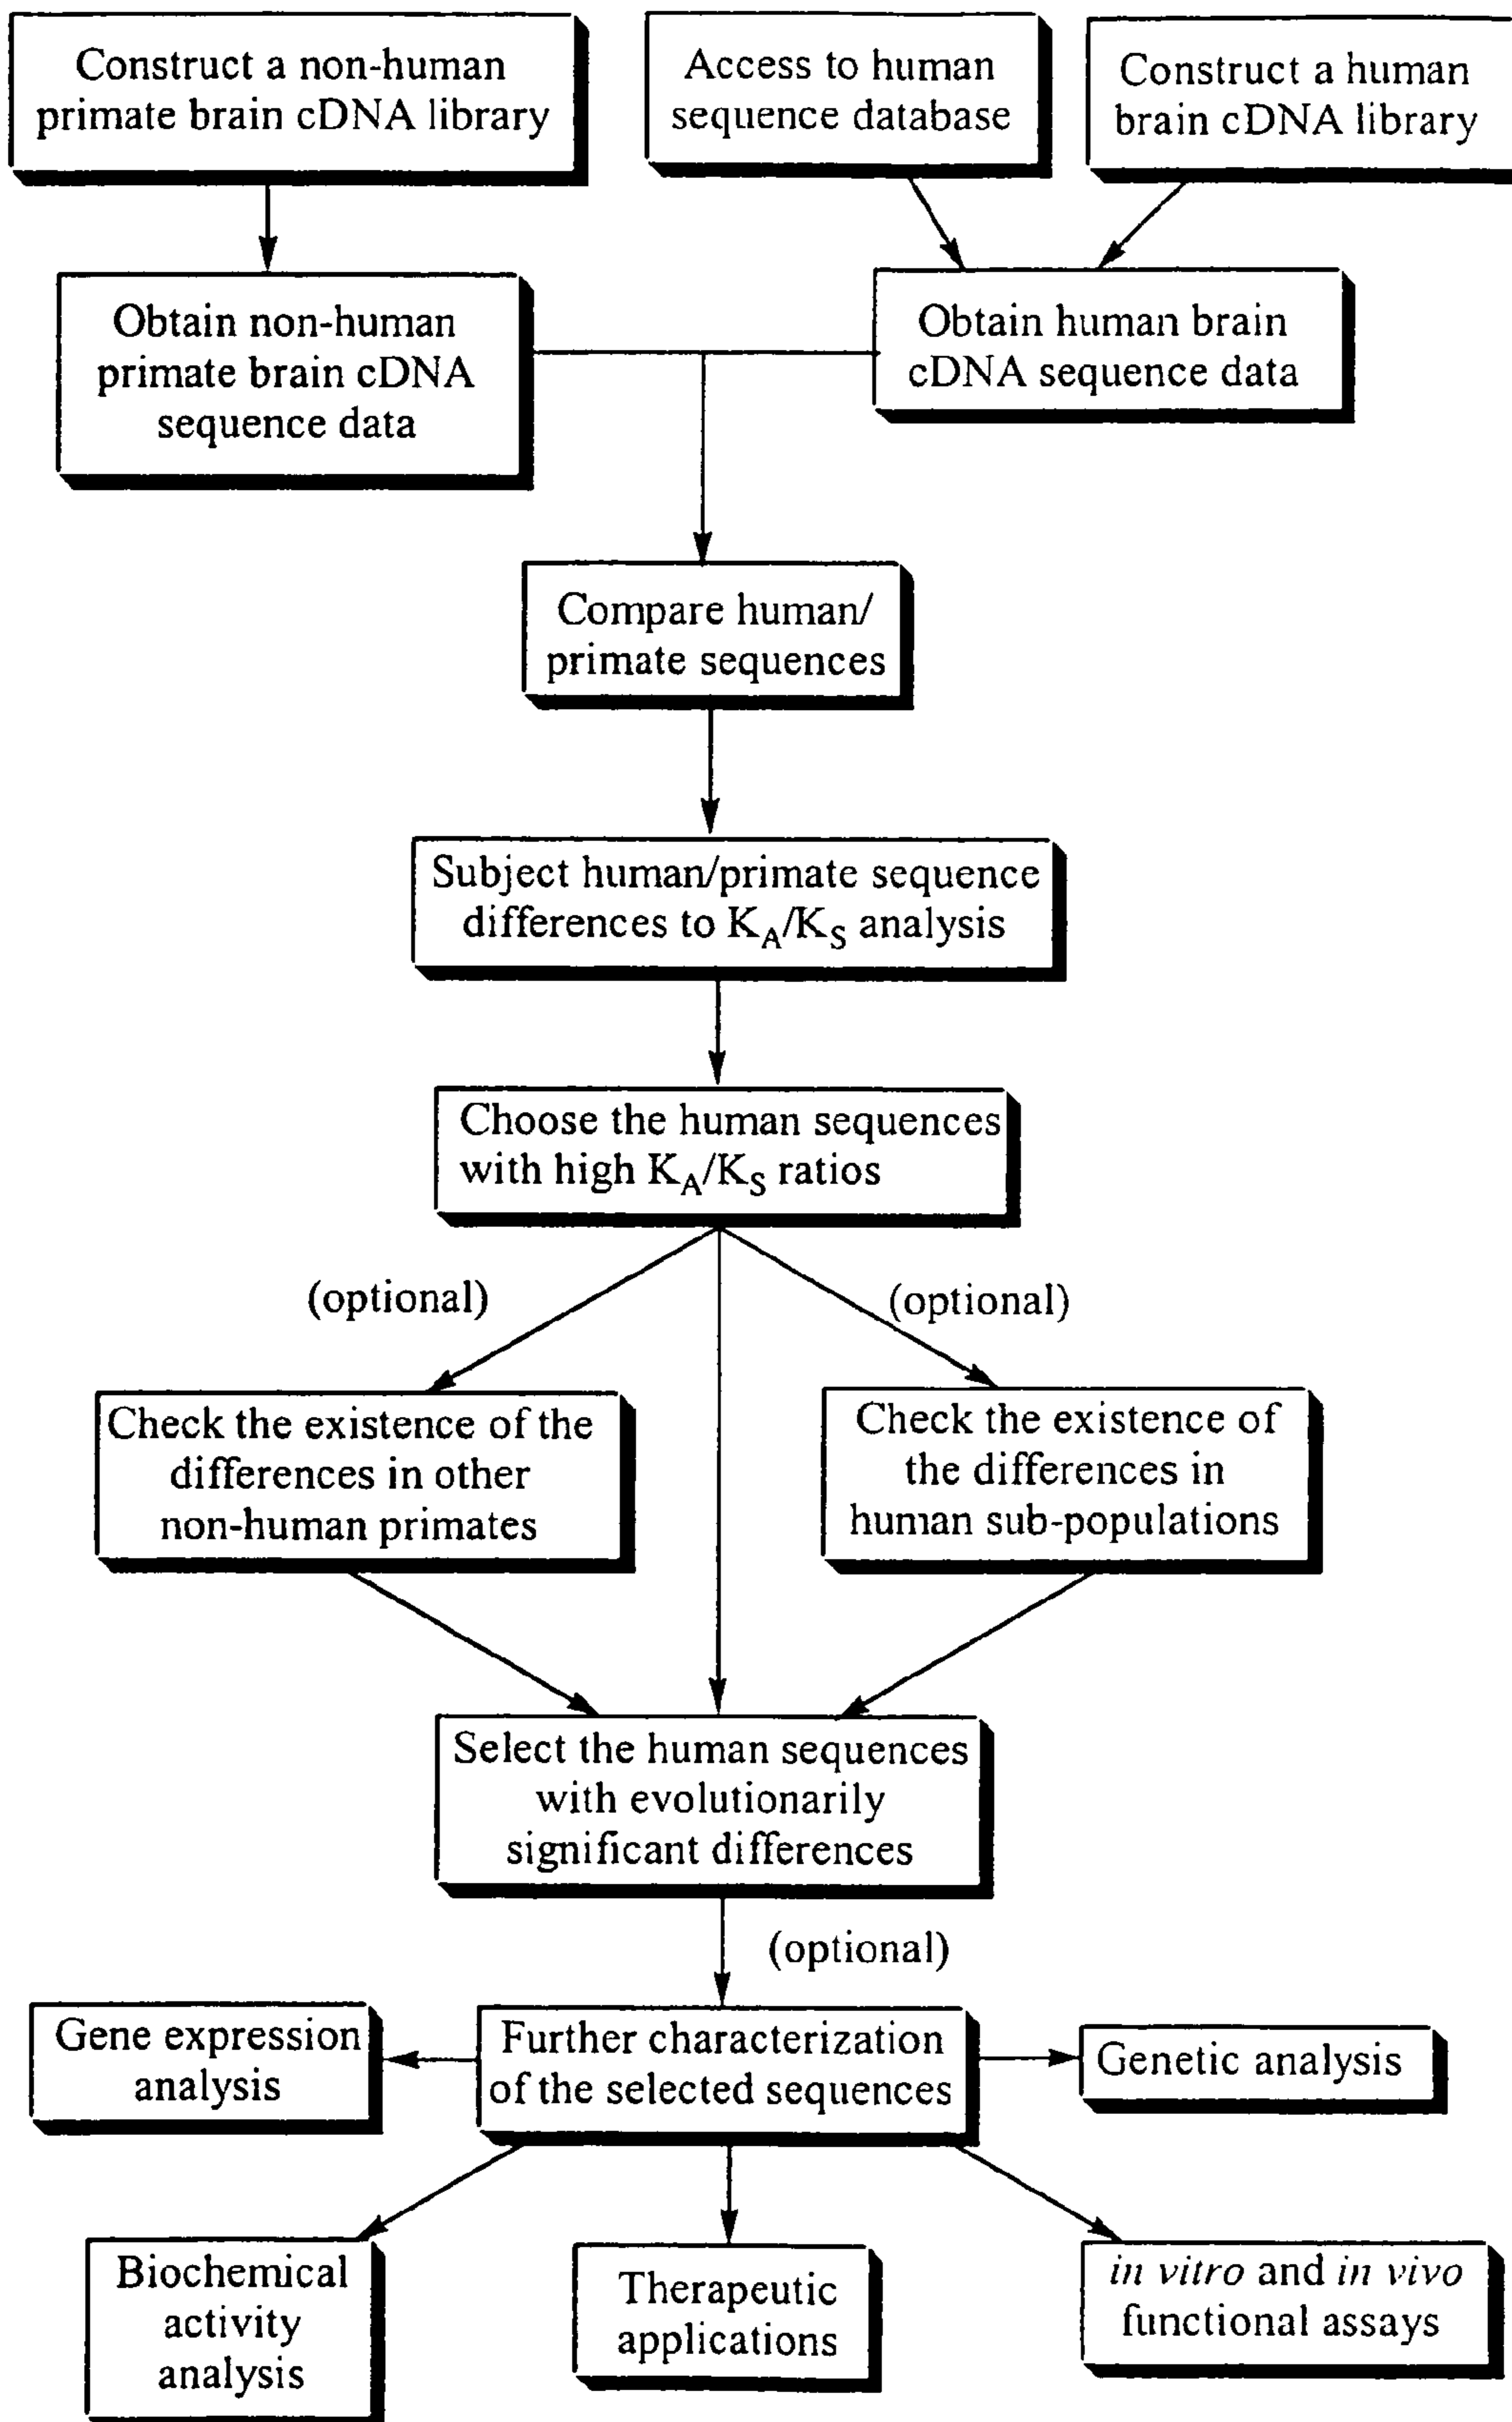 Construct a non-human
primate brain cDNA library
Access to human
sequence database
Construct a human
brain cDNA library
Obtain non-human
primate brain cDNA
sequence data
Obtain human brain
cDNA sequence data
Compare human/
primate sequences
Subject human/primate sequence
differences to KA/KS analysis
Choose the human sequences
with high KA/KS ratios
(optional)
(optional)
Check the existence of the
differences in other
non-human primates
Check the existence of
the differences in
human sub-populations
Select the human sequences
with evolutionarily
significant differences
(optional)
Gene expression
analysis
Further characterization
of the selected sequences
Genetic analysis
Biochemical
activity
analysis
Therapeutic
applications
in vitro and in vivo
functional assays